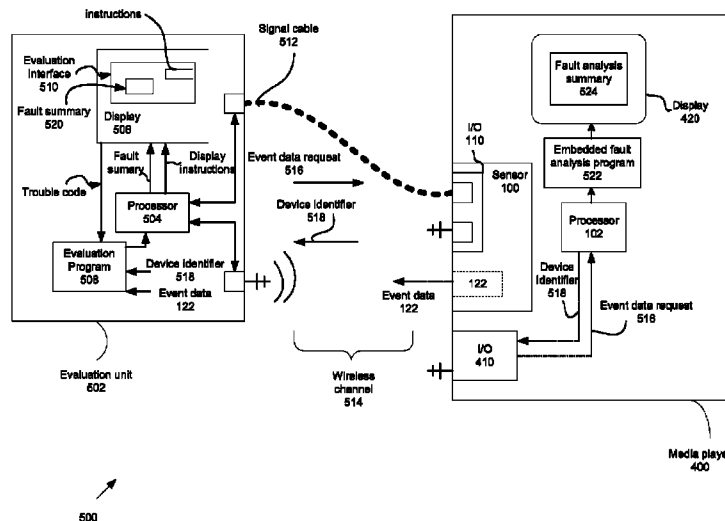 instructions
Evaluation
Interface
510
Fault summary
520
Display
508
Trouble code
Fault
sumary
Display
instructions
Processor
504
Evaluation
Program
506
Device identifier
518
Event data
122
Evaluation unit
502
500
Signal cable
512
Event data request
516
Device identifier
518
Event data
122
Wireless
channel
514
I/O
110
Sensor
100
122
I/O
410
Fault analysis
summary
524
Display
420
Embedded fault
analysis program
522
Processor
102
Device
identifier
518
Event data request
516
Media playe
400